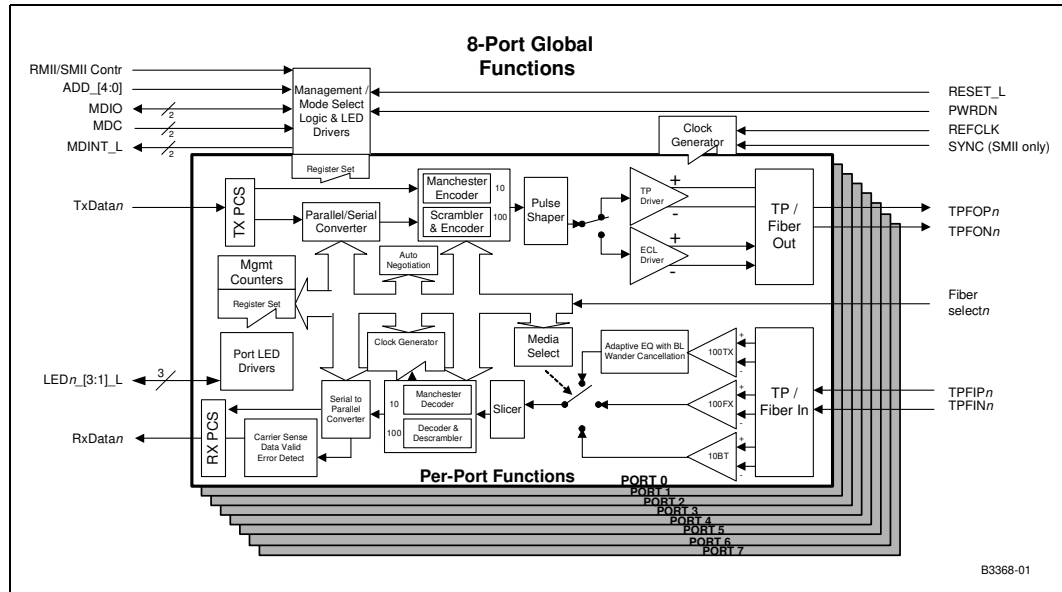 8-Port Global
Functions
RMII/SMII Contr
ADD_[4:0]
MDIO
2
MDC
2
MDINT_L
2
Management /
Mode Select
Logic & LED
Drivers
Register Set
RESET_L
PWRDN
REFCLK
SYNC (SMII only)
Clock
Generator
TxDatan
TX PCS
Parallel/Serial
Converter
Manchester
Encoder
10
Scrambler
& Encoder
100
Pulse
Shaper
TP
Driver
+
-
ECL
Driver
+
-
TP /
Fiber
Out
TPFOPn
TPFONn
Auto
Negotiation
Mgmt
Counters
Register Set
Fiber
selectn
Clock Generator
Media
Select
Adaptive EQ with BL
Wander Cancellation
100TX
+
-
Port LED
Drivers
LEDn_[3:1]_L
3
Serial to
Parallel
Converter
10
Manchester
Decoder
100
Decoder &
Descrambler
Slicer
100FX
+
-
10BT
+
-
TP /
Fiber In
TPFIPn
TPFINn
RxDatan
RX PCS
Carrier Sense
Data Valid
Error Detect
Per-Port Functions
PORT 0
PORT 1
PORT 2
PORT 3
PORT 4
PORT 5
PORT 6
PORT 7
B3368-01